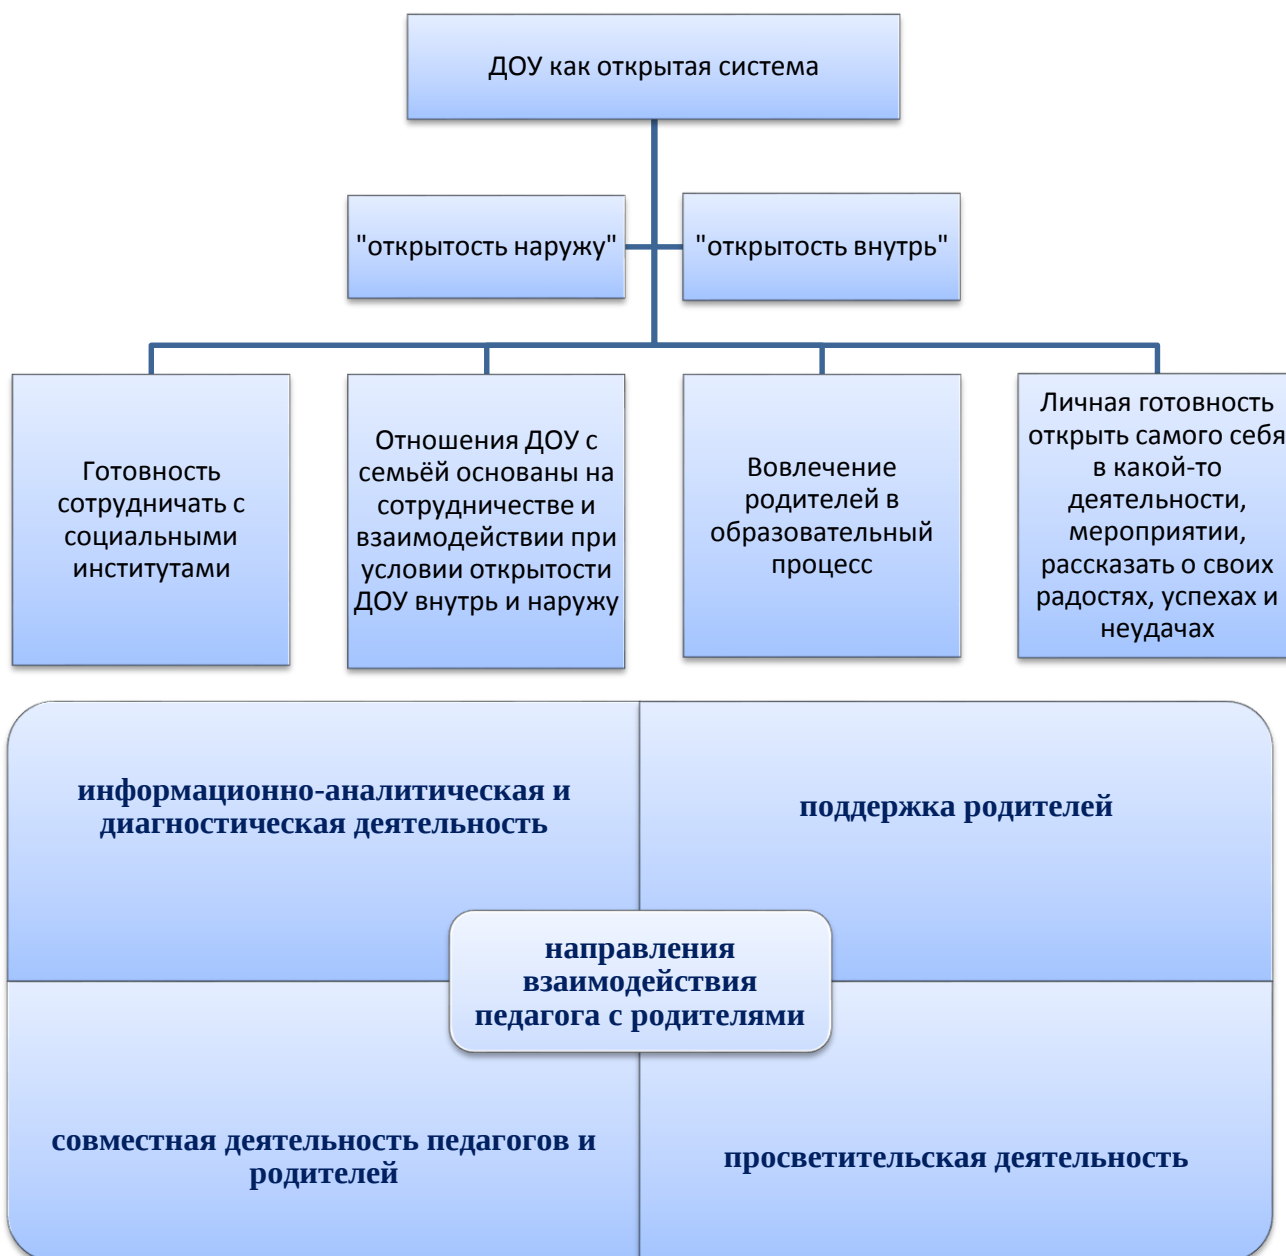 ДОУ как открытая система
"открытость наружу"
"открытость внутрь"
Готовность
сотрудничать с
социальными
институтами
Отношения ДОУ с
семьёй основаны на
сотрудничестве и
взаимодействии при
условии открытости
ДОУ внутрь и наружу
Вовлечение
родителей в
образовательный
процесс
Личная готовность
открыть самого себя
в какой-то
деятельности,
мероприятии,
рассказать о своих
радостях, успехах и
неудачах
информационно-аналитическая и
диагностическая деятельность
поддержка родителей
направления
взаимодействия
педагога с родителями
совместная деятельность педагогов и
родителей
просветительская деятельность